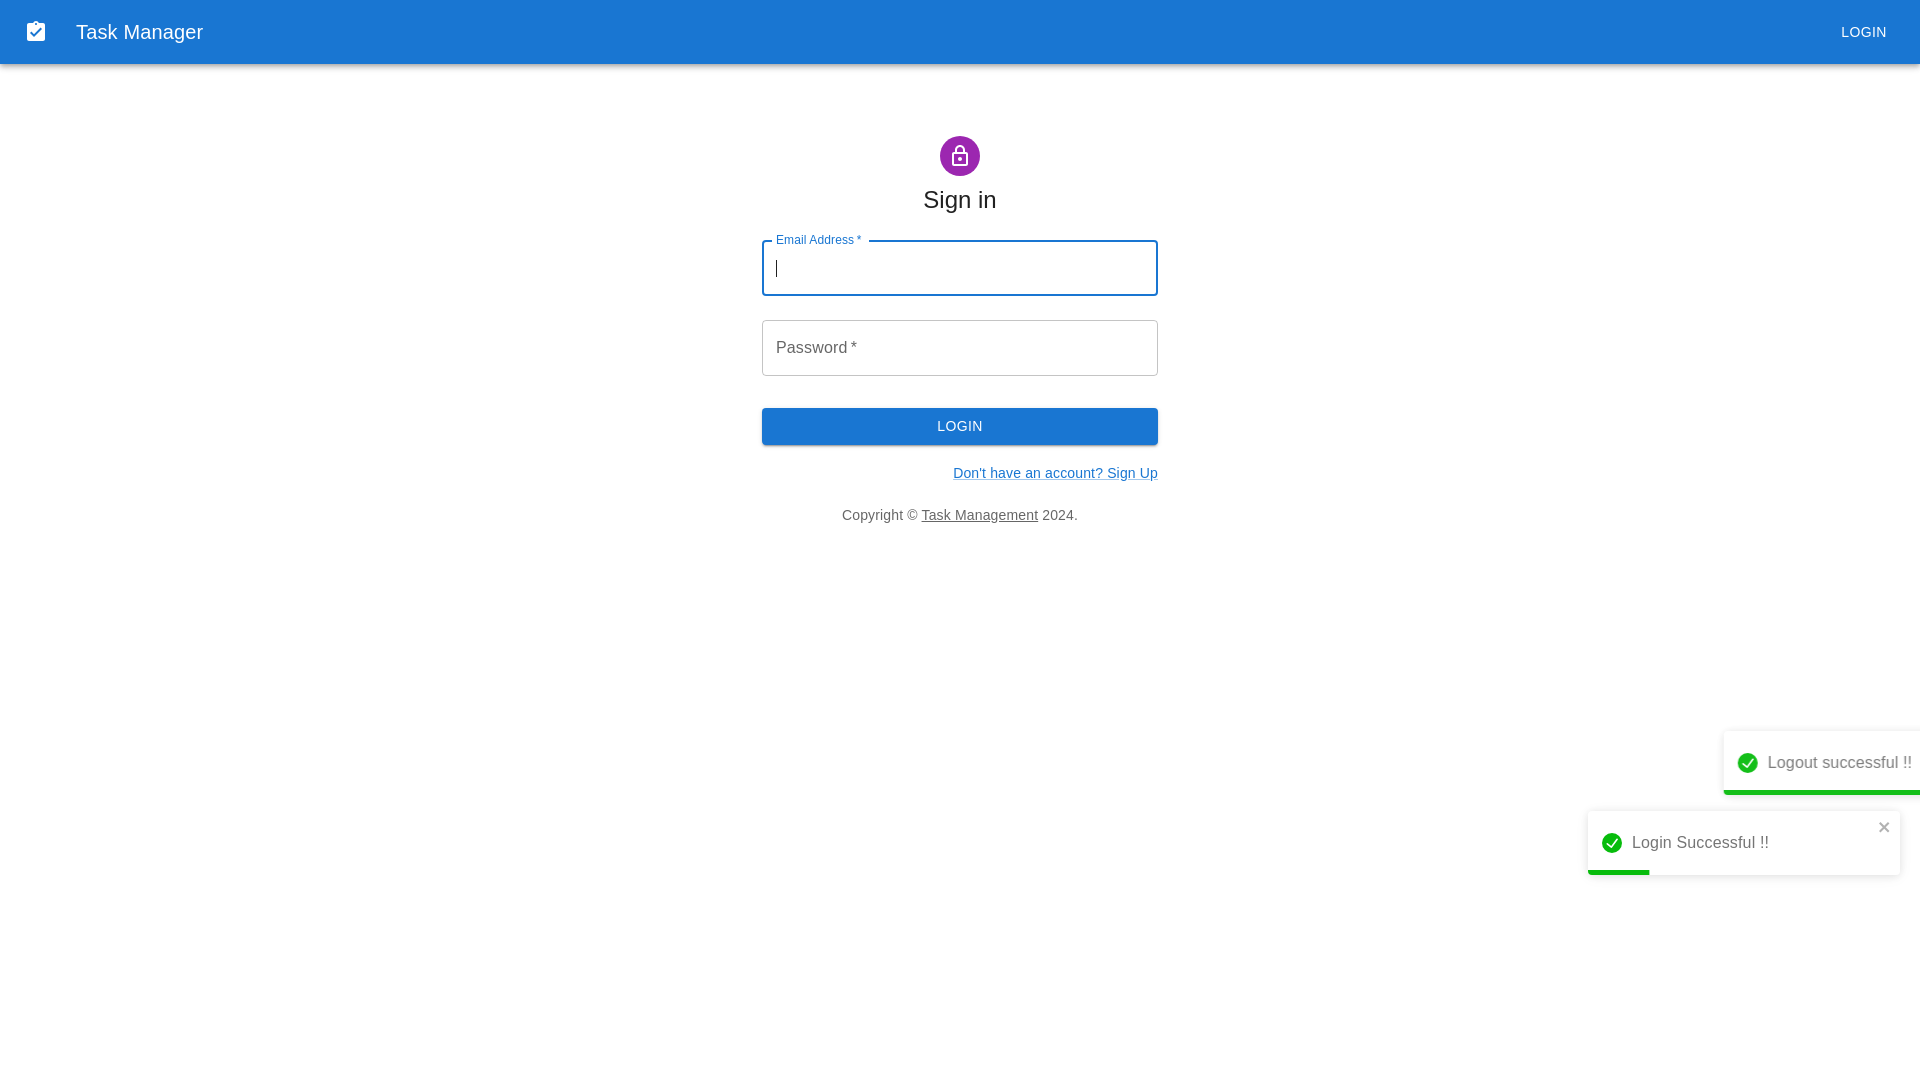 Task Manager
LOGIN
Sign in
Email Address *
Password *
LOGIN
Don't have an account? Sign Up
Copyright © Task Management 2024.
Logout successful !!
Login Successful !!